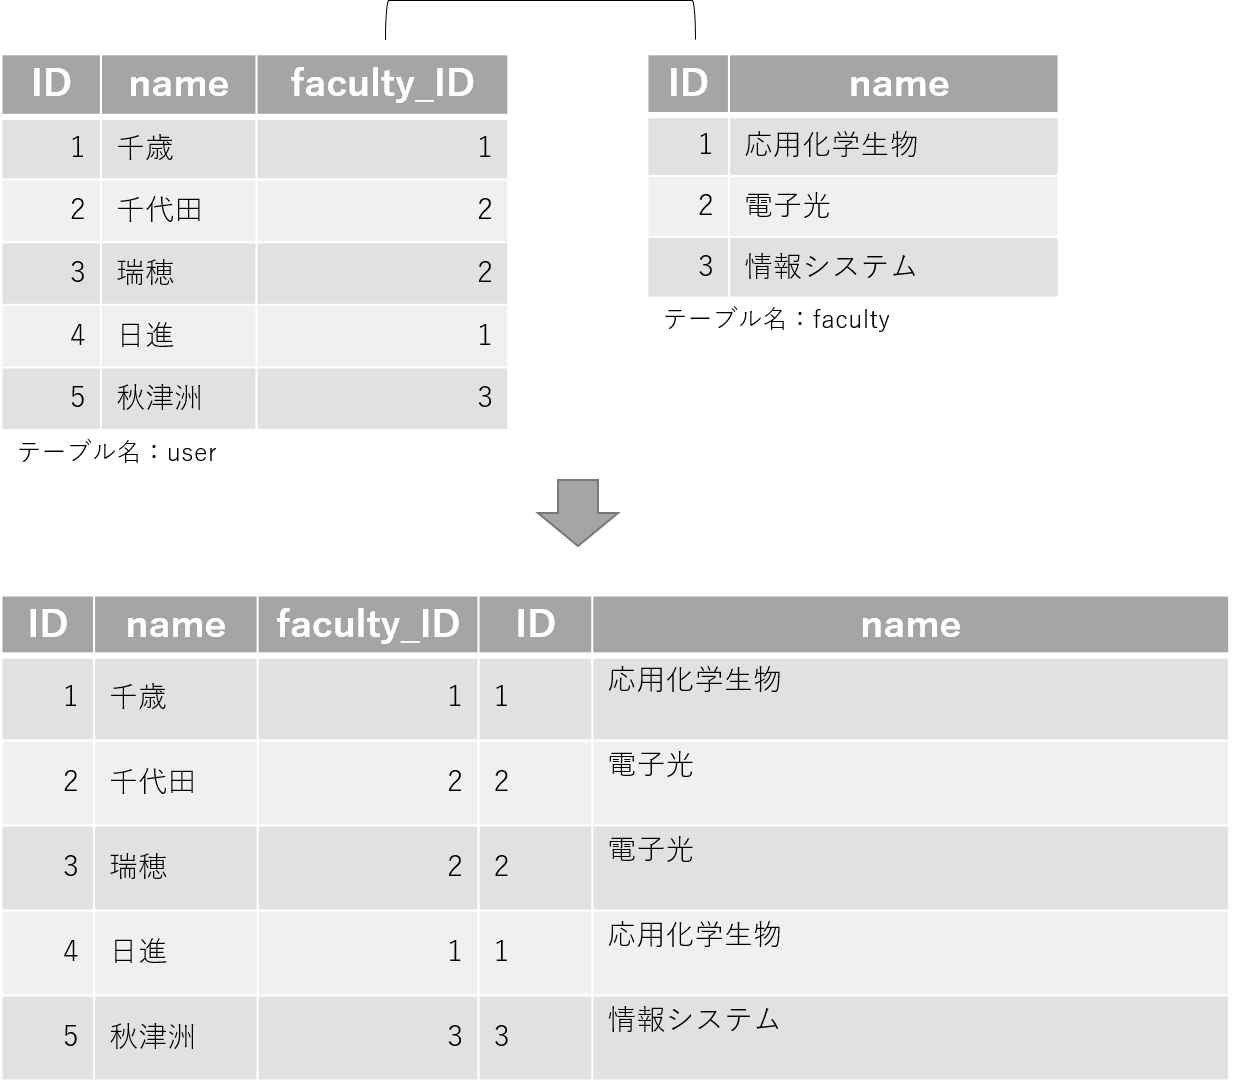 ID name faculty_ID
1 千歳 1
2 千代田 2
3 瑞穂 2
4 日進 1
5 秋津洲 3
テーブル名：user
ID name
1 応用化学生物
2 電子光
3 情報システム
テーブル名：faculty
ID name faculty_ID ID name
1 千歳 1 1 応用化学生物
2 千代田 2 2 電子光
3 瑞穂 2 2 電子光
4 日進 1 1 応用化学生物
5 秋津洲 3 3 情報システム